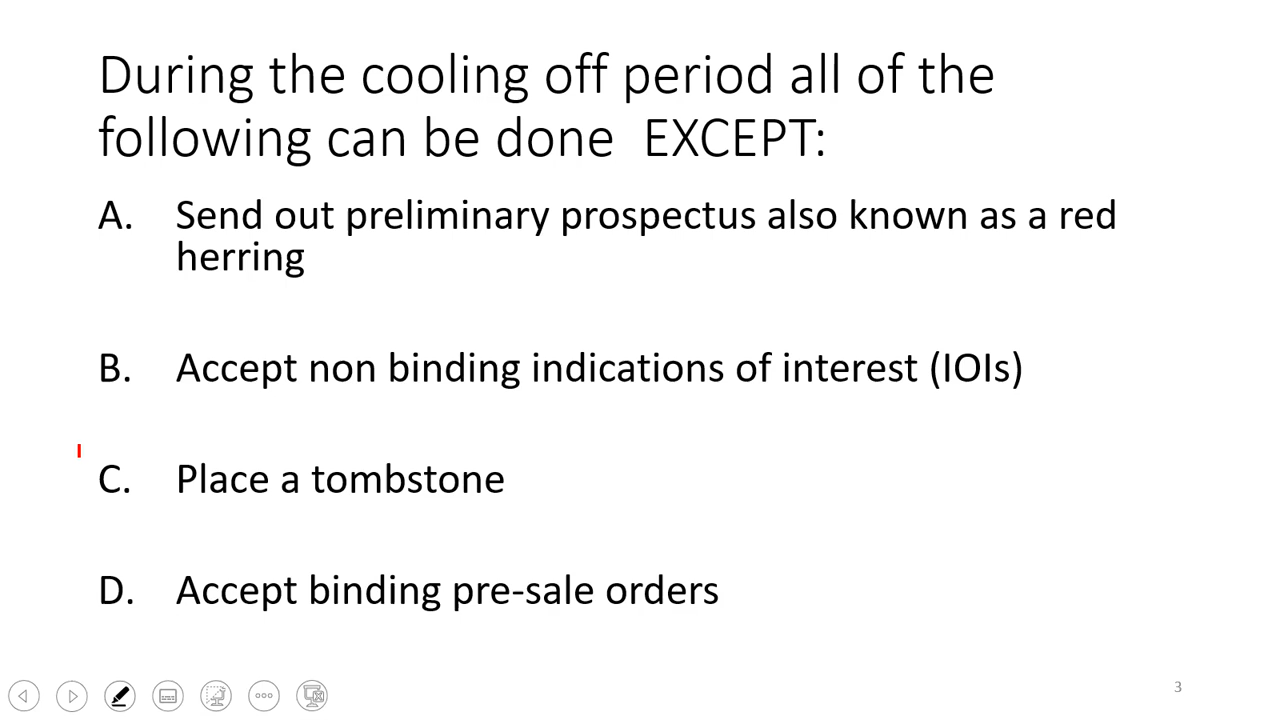 During the cooling off period all of the
following can be done  EXCEPT:
A. Send out preliminary prospectus also known as a red
herring
B. Accept non binding indications of interest (IOIs)
C. Place a tombstone
D. Accept binding pre-sale orders
3